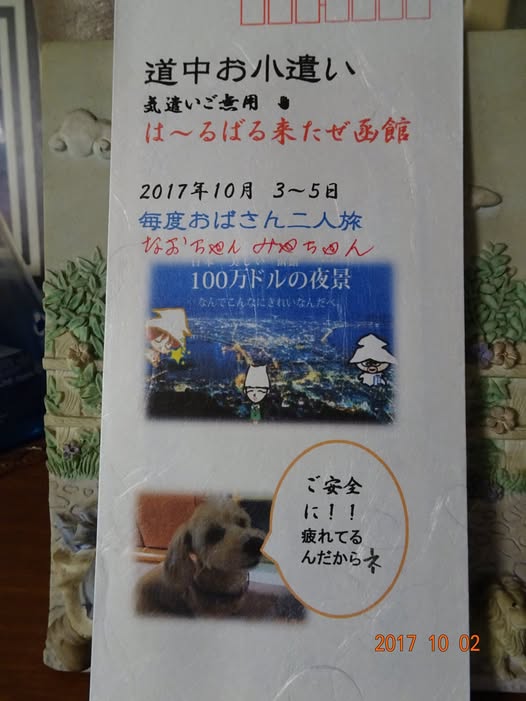 道中お小遣い
気遣いご無用
は～るばる来たぜ函館
2017年10月 3～5日
毎度おばさん二人旅
なおちゃん みゆちゃん
100万ドルの夜景
なんでこんなにきれいなんだべ。
ご安全
に！！
疲れてる
んだからネ
2017 10 02